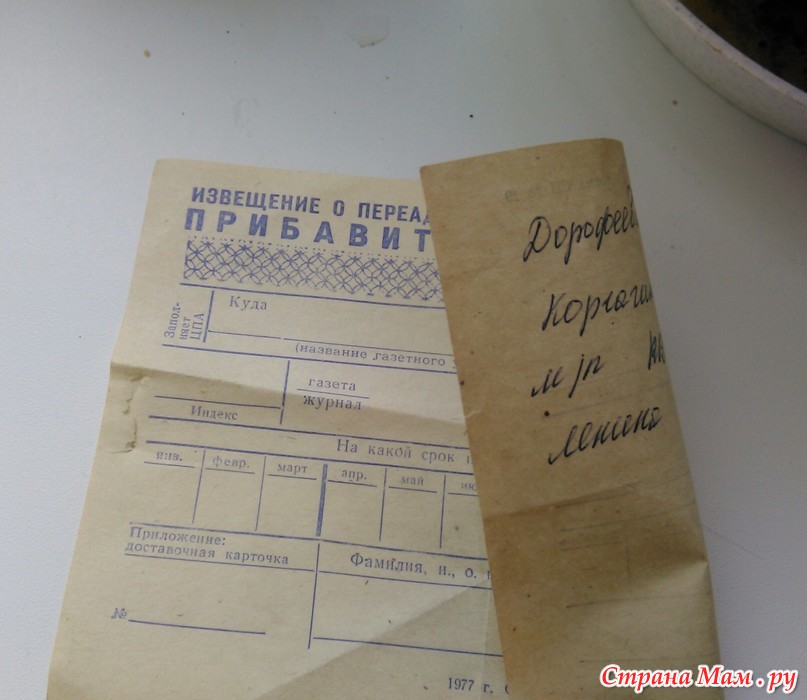 ИЗВЕЩЕНИЕ О ПЕРЕАД
ПРИБАВИТ
Запол-
няет
ЦПА
Куда
(название газетного
газета
журнал
Индекс
На какой срок
янв. февр. март апр. май ию
Приложение:
доставочная карточка
Фамилия, и., о.
№
1977 г.
Дорофеев
м/р
Ленина
Страна Мам.ру